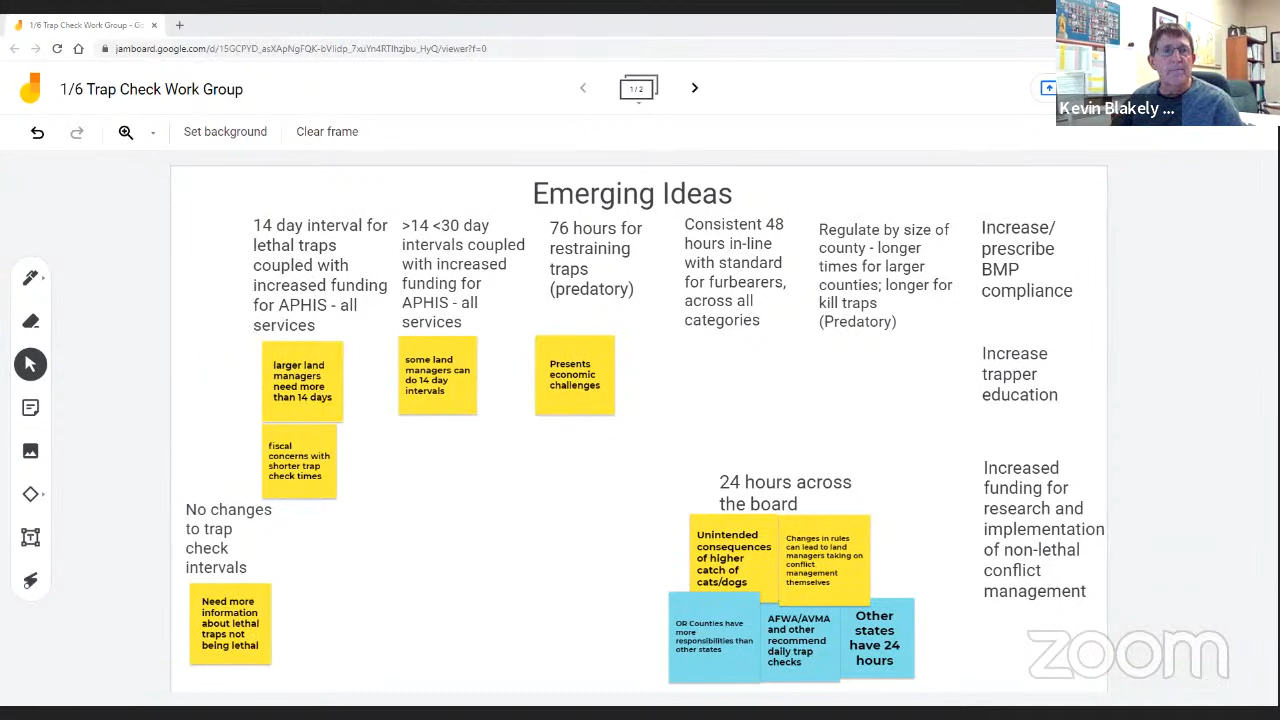 1/6 Trap Check Work Group - Go
jamboard.google.com/d/
/viewer?f=0
1/6 Trap Check Work Group
1/2
Set background
Clear frame
Kevin Blakely ...
Emerging Ideas
14 day interval for
lethal traps
coupled with
increased funding
for APHIS - all
services
>14 <30 day
intervals coupled
with increased
funding for
APHIS - all
services
76 hours for
restraining
traps
(predatory)
Consistent 48
hours in-line
with standard
for furbearers,
across all
categories
Regulate by size of
county - longer
times for larger
counties; longer for
kill traps
(Predatory)
Increase/
prescribe
BMP
compliance
larger land
managers
need more
than 14 days
some land
managers can
do 14 day
intervals
Presents
economic
challenges
Increase
trapper
education
fiscal
concerns with
shorter trap
check times
24 hours across
the board
Increased
funding for
research and
implementation
of non-lethal
conflict
management
No changes
to trap
check
intervals
Unintended
consequences
of higher
catch of
cats/dogs
Changes in rules
can lead to land
managers taking on
conflict
management
themselves
Need more
information
about lethal
traps not
being lethal
OR Counties have
more
responsibilities than
other states
AFWA/AVMA
and other
recommend
daily trap
checks
Other
states
have 24
hours
zoom